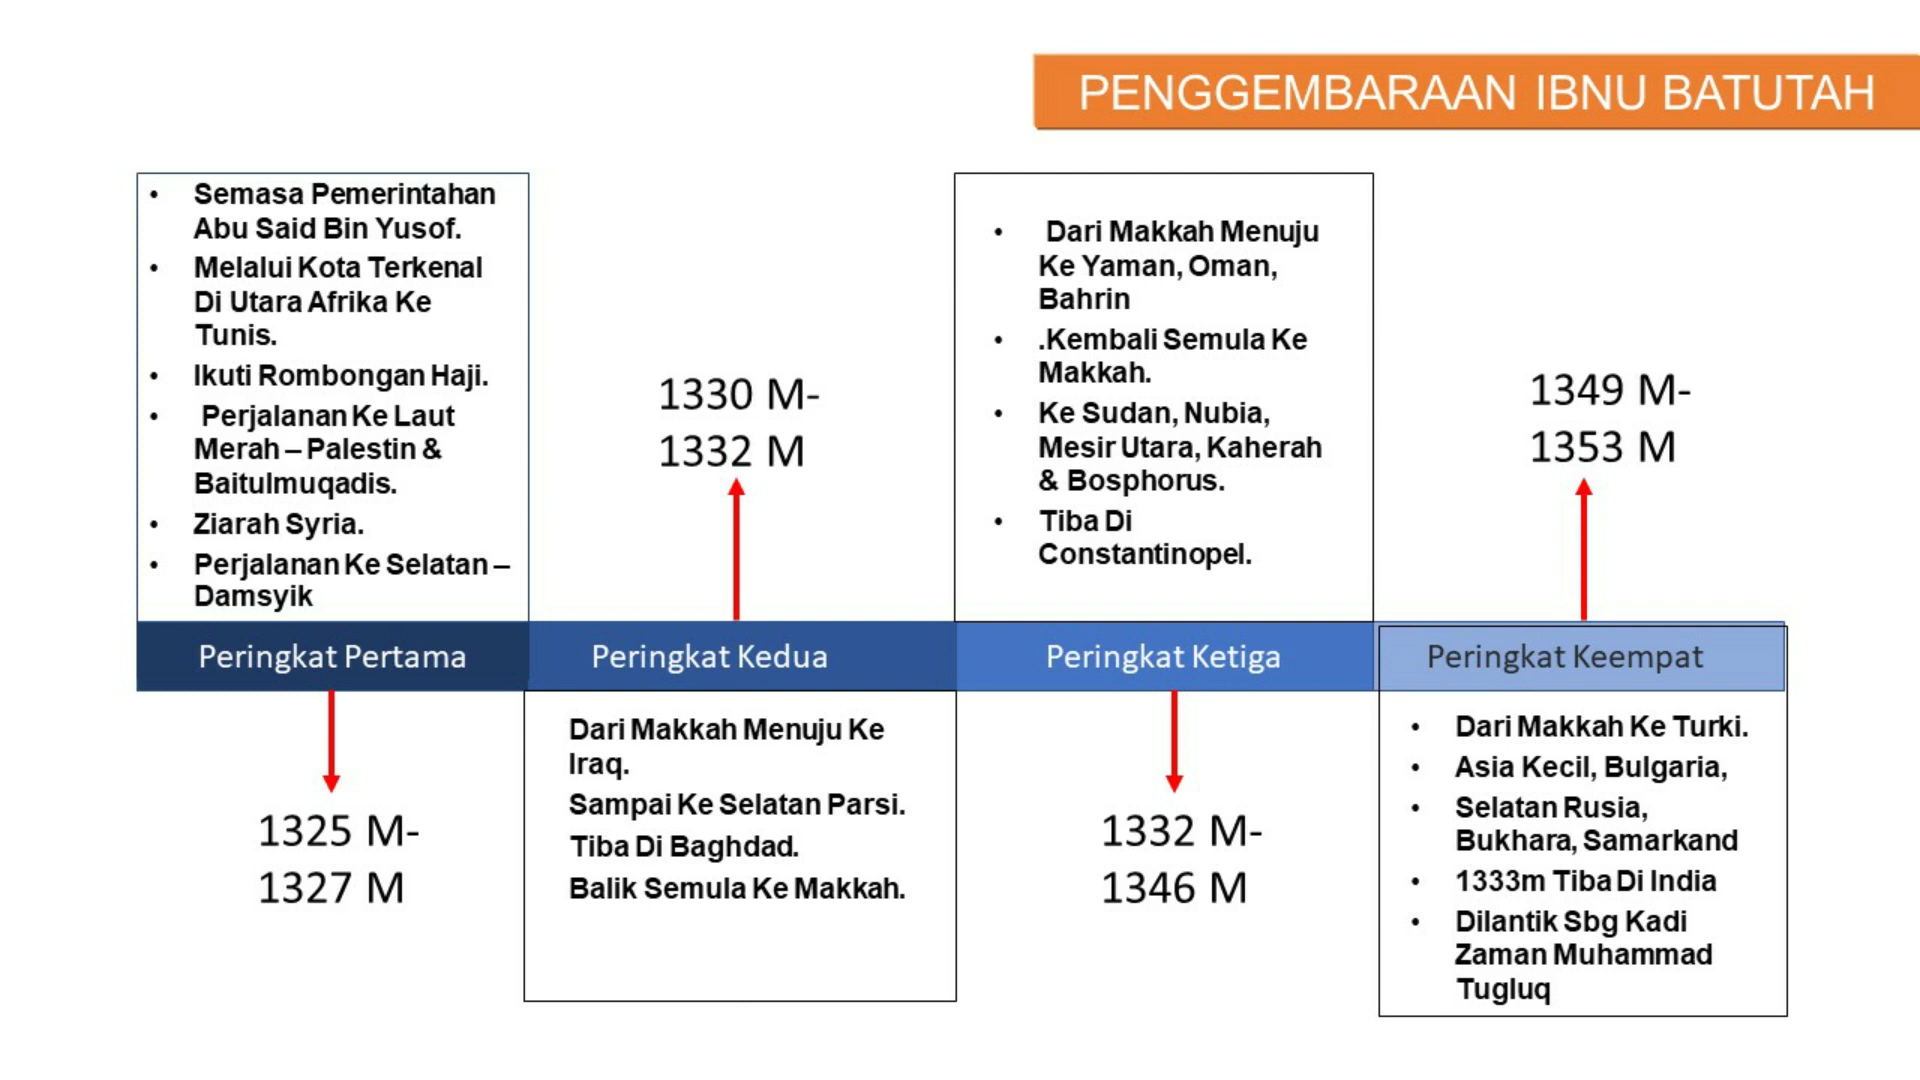 PENGGEMBARAAN IBNU BATUTAH
• Semasa Pemerintahan
Abu Said Bin Yusof.
• Melalui Kota Terkenal
Di Utara Afrika Ke
Tunis.
• Ikuti Rombongan Haji.
• Perjalanan Ke Laut
Merah – Palestin &
Baitulmuqadis.
• Ziarah Syria.
• Perjalanan Ke Selatan –
Damsyik
Peringkat Pertama
1325 M-
1327 M
1330 M-
1332 M
Peringkat Kedua
Dari Makkah Menuju Ke
Iraq.
Sampai Ke Selatan Parsi.
Tiba Di Baghdad.
Balik Semula Ke Makkah.
• Dari Makkah Menuju
Ke Yaman, Oman,
Bahrin
• .Kembali Semula Ke
Makkah.
• Ke Sudan, Nubia,
Mesir Utara, Kaherah
& Bosphorus.
• Tiba Di
Constantinopel.
Peringkat Ketiga
1332 M-
1346 M
1349 M-
1353 M
Peringkat Keempat
• Dari Makkah Ke Turki.
• Asia Kecil, Bulgaria,
• Selatan Rusia,
Bukhara, Samarkand
• 1333m Tiba Di India
• Dilantik Sbg Kadi
Zaman Muhammad
Tugluq